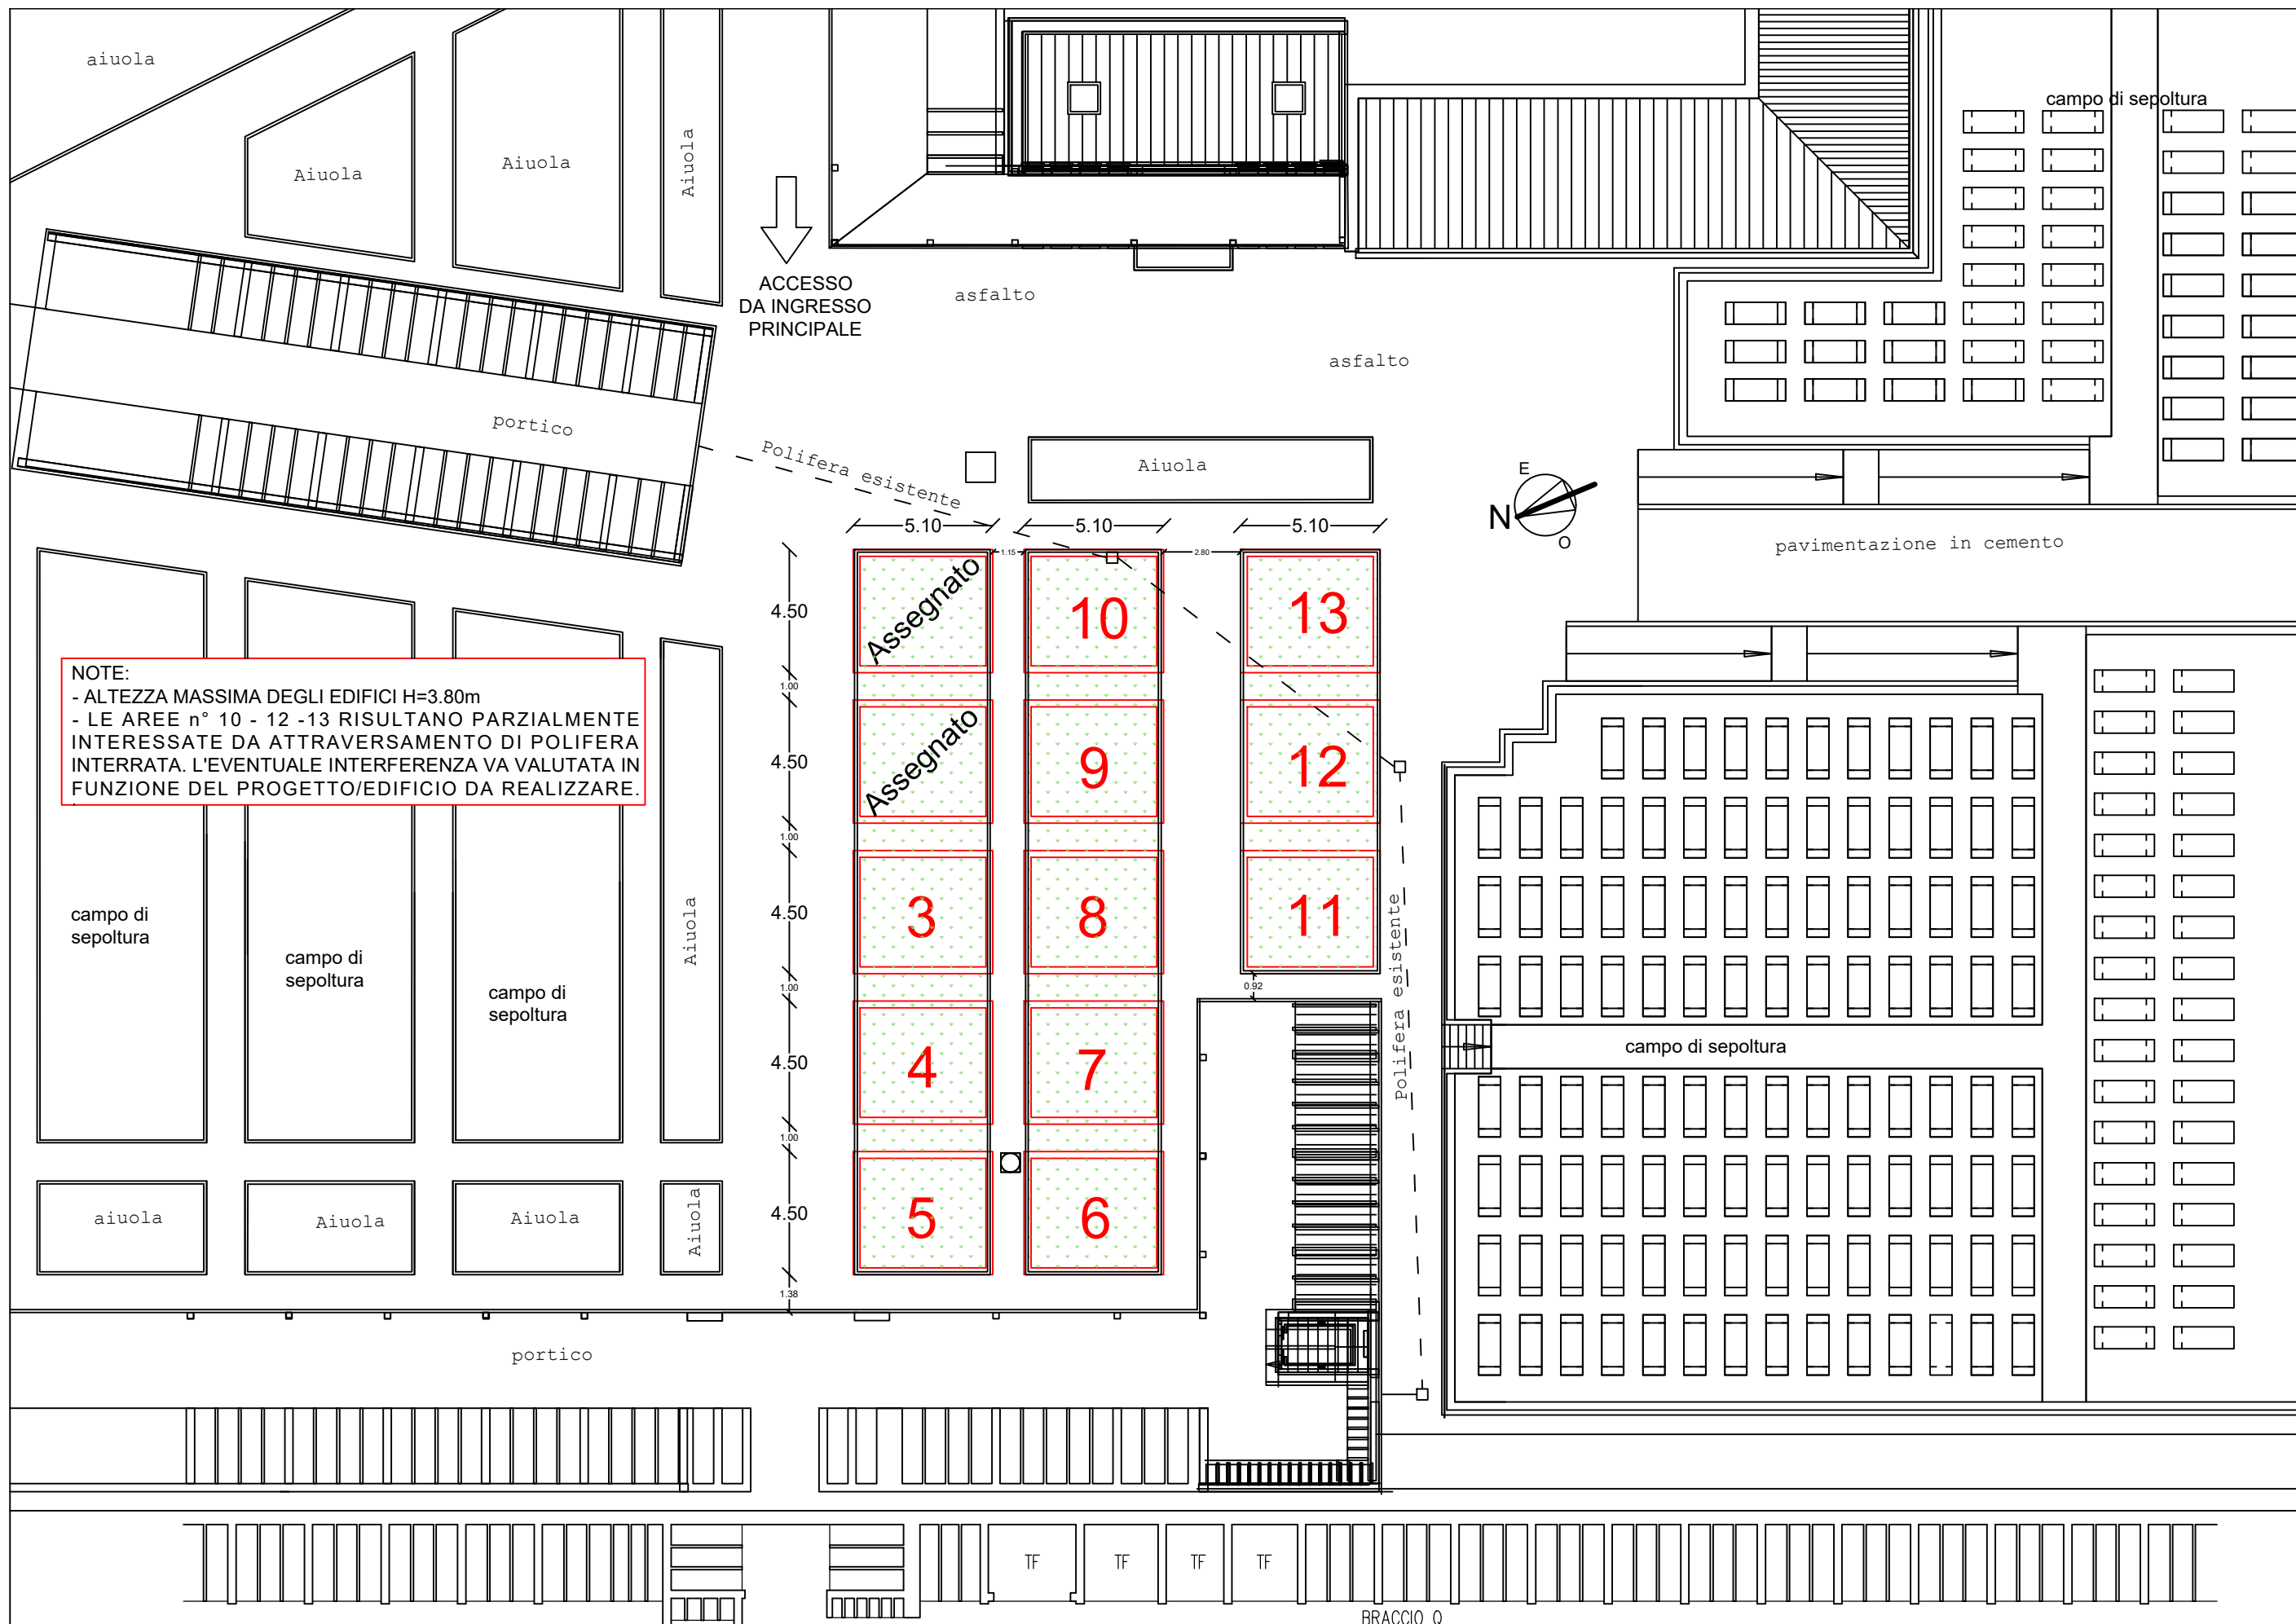 aiuola
campo di sepoltura
Aiuola
Aiuola
Aiuola
ACCESSO
DA INGRESSO
PRINCIPALE
asfalto
asfalto
portico
Polifera esistente
Aiuola
E
N
O
5.10
5.10
5.10
1.15
2.80
pavimentazione in cemento
4.50
Assegnato
10
13
NOTE:
- ALTEZZA MASSIMA DEGLI EDIFICI H=3.80m
- LE AREE n° 10 - 12 -13 RISULTANO PARZIALMENTE
INTERESSATE DA ATTRAVERSAMENTO DI POLIFERA
INTERRATA. L'EVENTUALE INTERFERENZA VA VALUTATA IN
FUNZIONE DEL PROGETTO/EDIFICIO DA REALIZZARE.
1.00
4.50
Assegnato
9
12
1.00
4.50
3
8
11
campo di
sepoltura
campo di
sepoltura
campo di
sepoltura
Aiuola
Polifera esistente
1.00
0.92
4.50
4
7
campo di sepoltura
1.00
4.50
5
6
aiuola
Aiuola
Aiuola
Aiuola
1.38
portico
TF
TF
TF
TF
BRACCIO Q